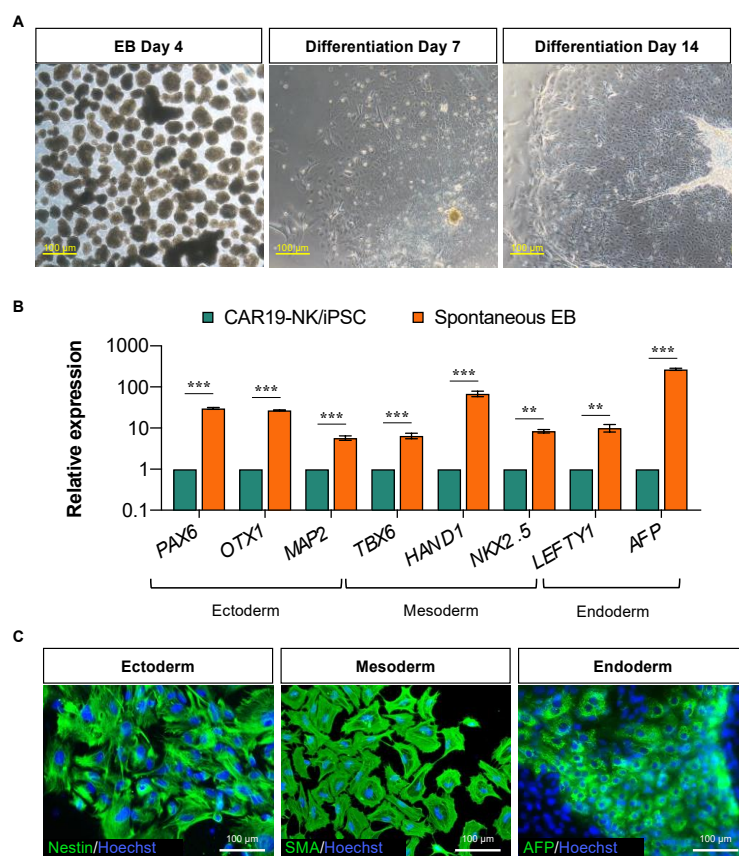 A
EB Day 4
Differentiation Day 7
Differentiation Day 14
100 µm
100 µm
100 µm
B
CAR19-NK/iPSC
Spontaneous EB
Relative expression
1000
100
10
1
0.1
***
***
***
***
***
**
**
***
PAX6
OTX1
MAP2
TBX6
HAND1
NKX2.5
LEFTY1
AFP
Ectoderm
Mesoderm
Endoderm
C
Ectoderm
Mesoderm
Endoderm
Nestin/Hoechst
100 µm
SMA/Hoechst
100 µm
AFP/Hoechst
100 µm